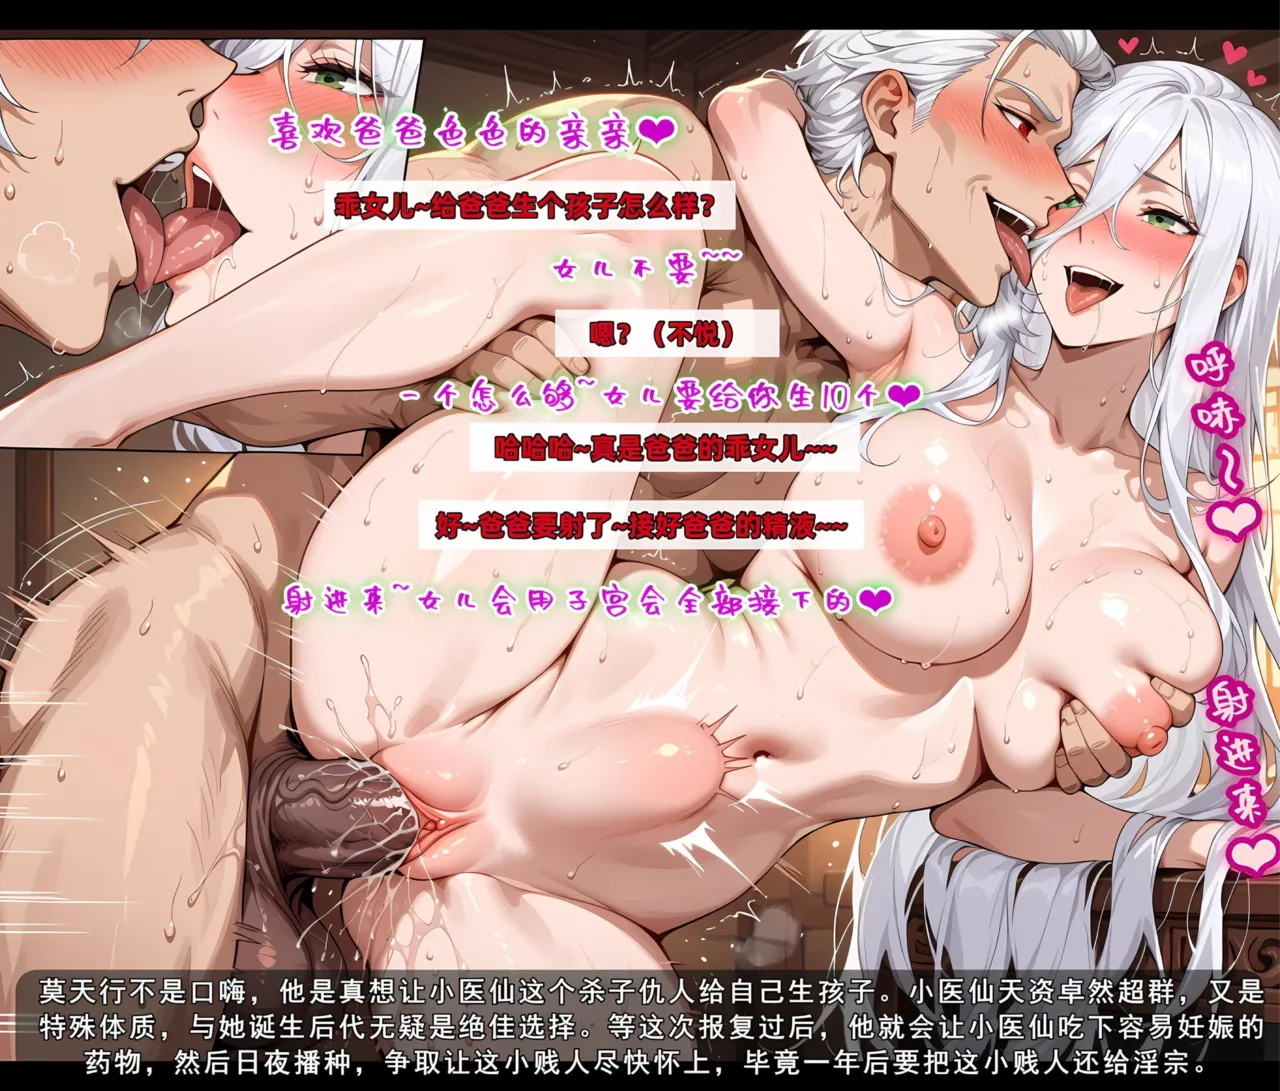 喜欢爸爸色色的亲亲❤
乖女儿~给爸爸生个孩子怎么样?
女儿不要~~
嗯?(不悦)
一个怎么够~女儿要给你生10个❤
哈哈哈~真是爸爸的乖女儿~~
好~爸爸要射了~接好爸爸的精液~~
射进来~女儿会用子宫会全部接下的❤
呼哧~❤
射进来❤
莫天行不是口嗨，他是真想让小医仙这个杀子仇人给自己生孩子。小医仙天资卓然超群，又是
特殊体质，与她诞生后代无疑是绝佳选择。等这次报复过后，他就会让小医仙吃下容易妊娠的
药物，然后日夜播种，争取让这小贱人尽快怀上，毕竟一年后要把这小贱人还给淫宗。